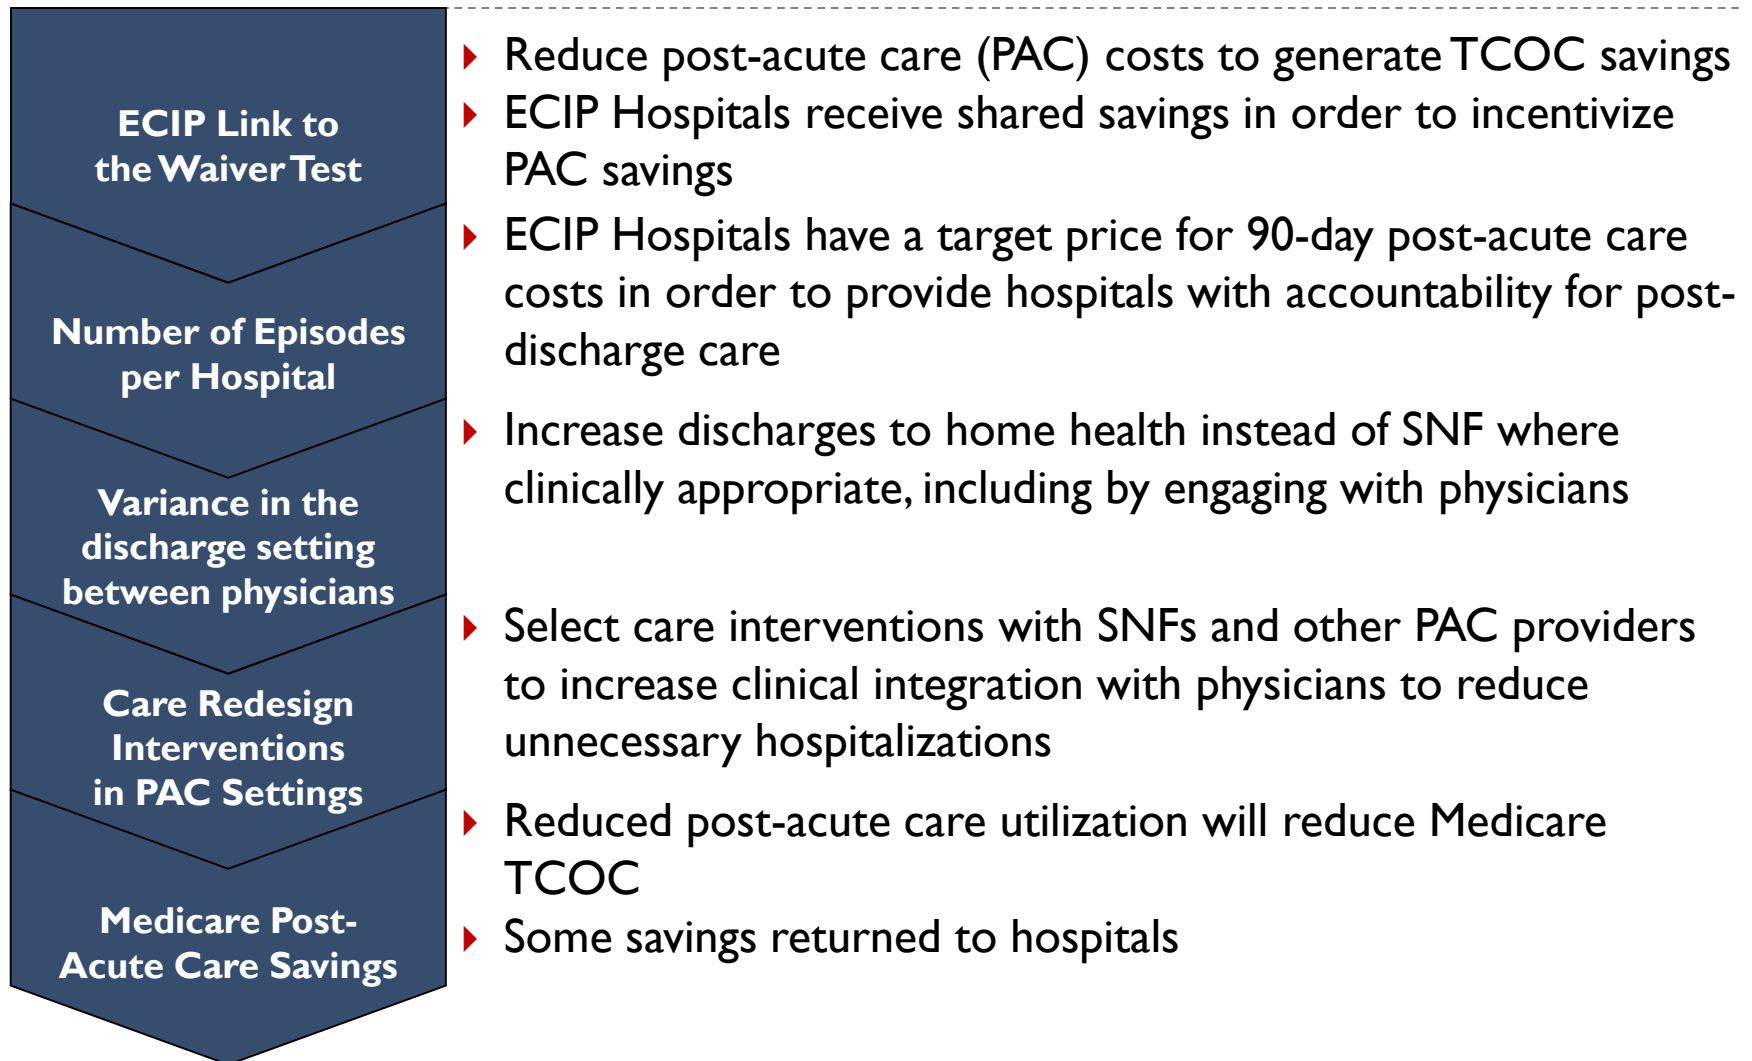 ECIP Link to
the Waiver Test
▸ Reduce post-acute care (PAC) costs to generate TCOC savings
▸ ECIP Hospitals receive shared savings in order to incentivize
PAC savings
Number of Episodes
per Hospital
▸ ECIP Hospitals have a target price for 90-day post-acute care
costs in order to provide hospitals with accountability for post-
discharge care
Variance in the
discharge setting
between physicians
▸ Increase discharges to home health instead of SNF where
clinically appropriate, including by engaging with physicians
Care Redesign
Interventions
in PAC Settings
▸ Select care interventions with SNFs and other PAC providers
to increase clinical integration with physicians to reduce
unnecessary hospitalizations
Medicare Post-
Acute Care Savings
▸ Reduced post-acute care utilization will reduce Medicare
TCOC
▸ Some savings returned to hospitals